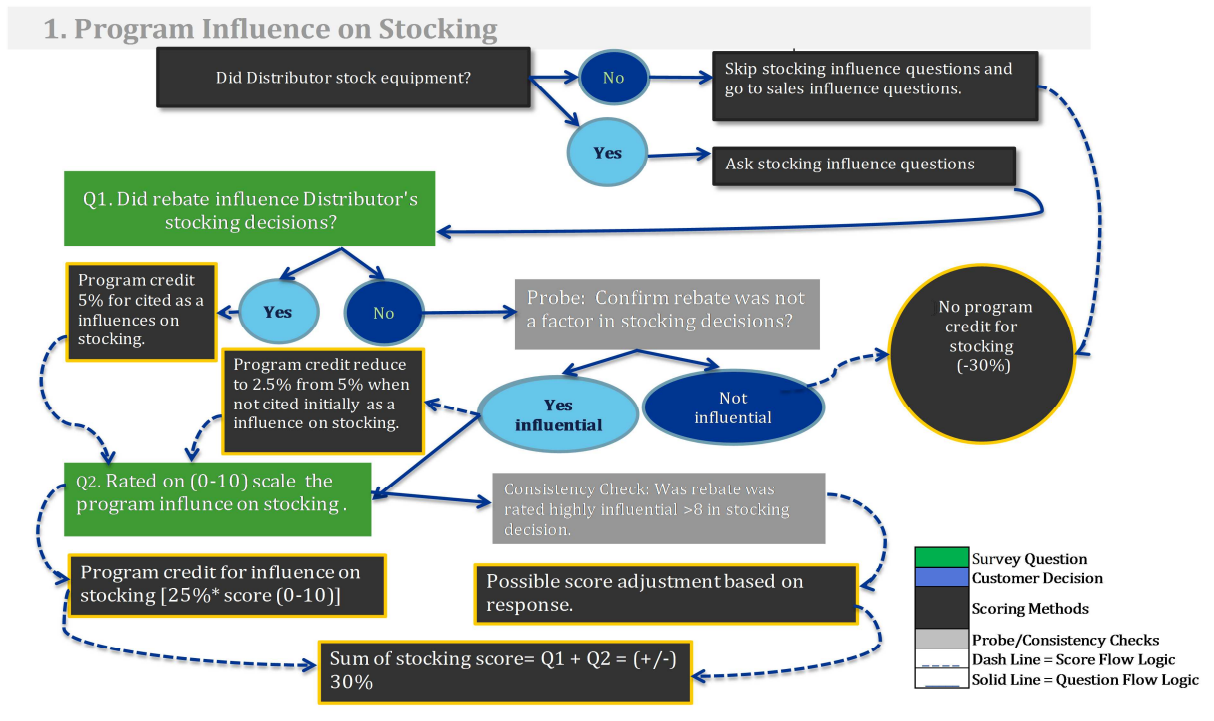 1. Program Influence on Stocking
Did Distributor stock equipment?
No
Skip stocking influence questions and
go to sales influence questions.
Yes
Ask stocking influence questions
Q1. Did rebate influence Distributor's
stocking decisions?
Program credit
5% for cited as a
influences on
stocking.
Yes
No
Probe:  Confirm rebate was not
a factor in stocking decisions?
No program
credit for
stocking
(-30%)
Program credit reduce
to 2.5% from 5% when
not cited initially  as a
influence on stocking.
Yes
influential
Not
influential
Q2. Rated on (0-10) scale  the
program influnce on stocking .
Consistency Check: Was rebate was
rated highly influential >8 in stocking
decision.
Program credit for influence on
stocking [25%* score (0-10)]
Possible score adjustment based on
response.
Sum of stocking score= Q1 + Q2 = (+/-)
30%
Survey Question
Customer Decision
Scoring Methods
Probe/Consistency Checks
Dash Line = Score Flow Logic
Solid Line = Question Flow Logic